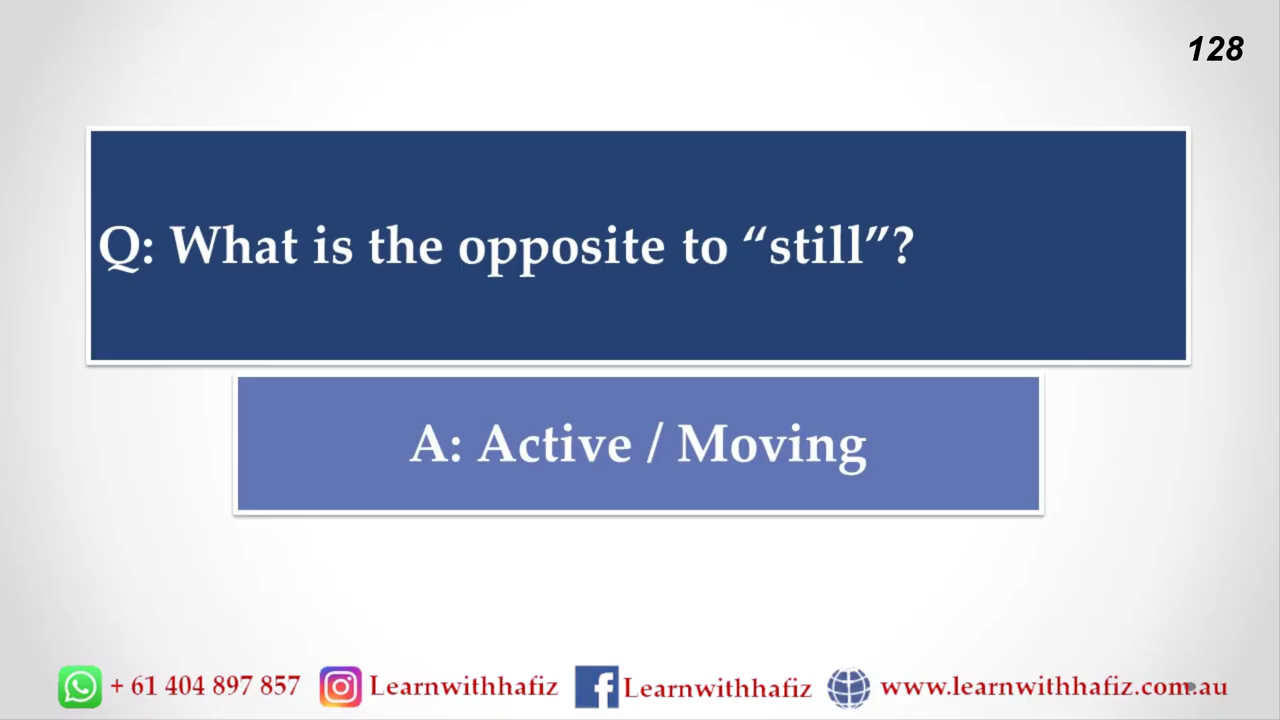 128
Q: What is the opposite to “still”?
A: Active / Moving
+ 61 404 897 857 Learnwithhafiz Learnwithhafiz www.learnwithhafiz.com.au